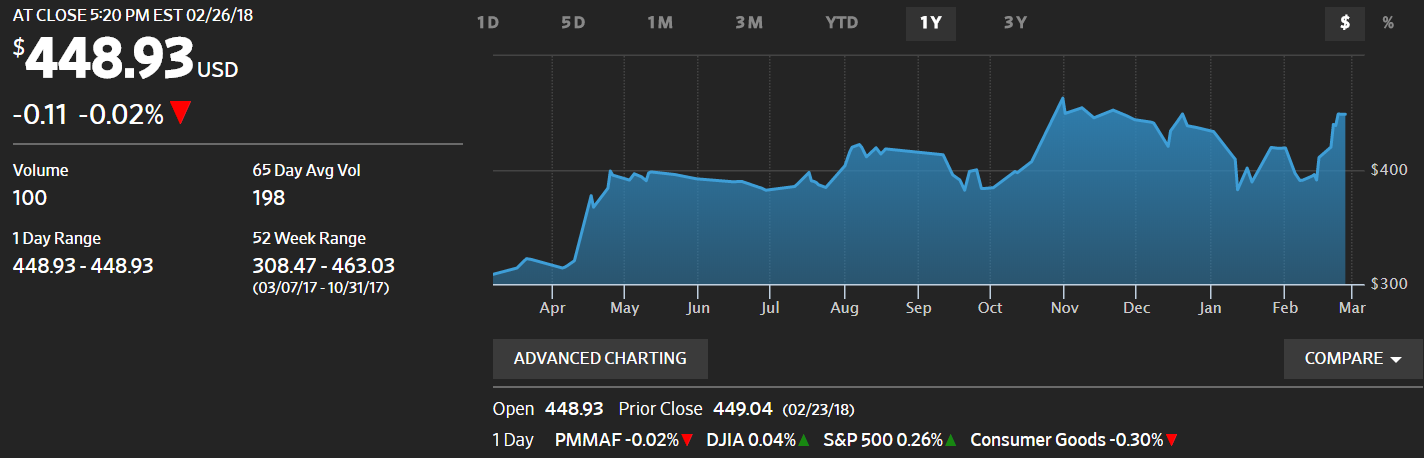 AT CLOSE 5:20 PM EST 02/26/18
$448.93 USD
-0.11 -0.02%
Volume
65 Day Avg Vol
100
198
1 Day Range
52 Week Range
448.93 - 448.93
308.47 - 463.03
(03/07/17 - 10/31/17)
1D 5D 1M 3M YTD 1Y 3Y $ %
$400
$300
Apr May Jun Jul Aug Sep Oct Nov Dec Jan Feb Mar
ADVANCED CHARTING
COMPARE
Open 448.93 Prior Close 449.04 (02/23/18)
1 Day PMMAF -0.02% DJIA 0.04% S&P 500 0.26% Consumer Goods -0.30%